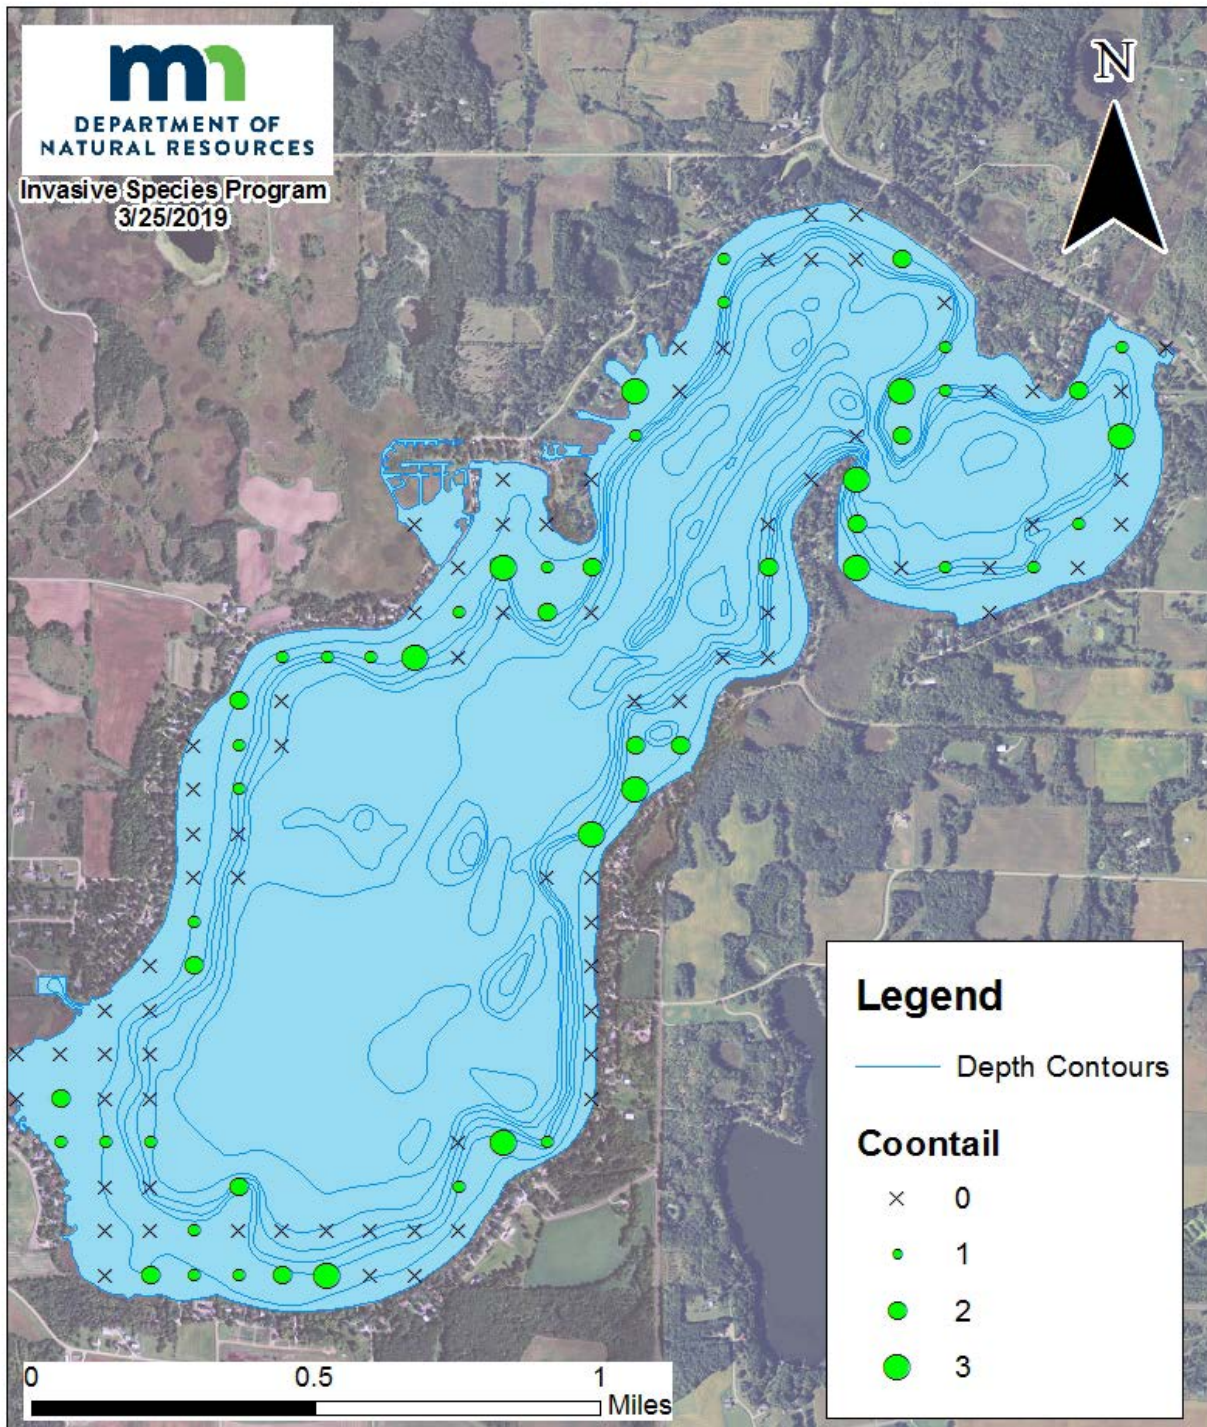 mn
DEPARTMENT OF
NATURAL RESOURCES
Invasive Species Program
3/25/2019
N
Legend
Depth Contours
Coontail
0
1
2
3
0 0.5 1
Miles